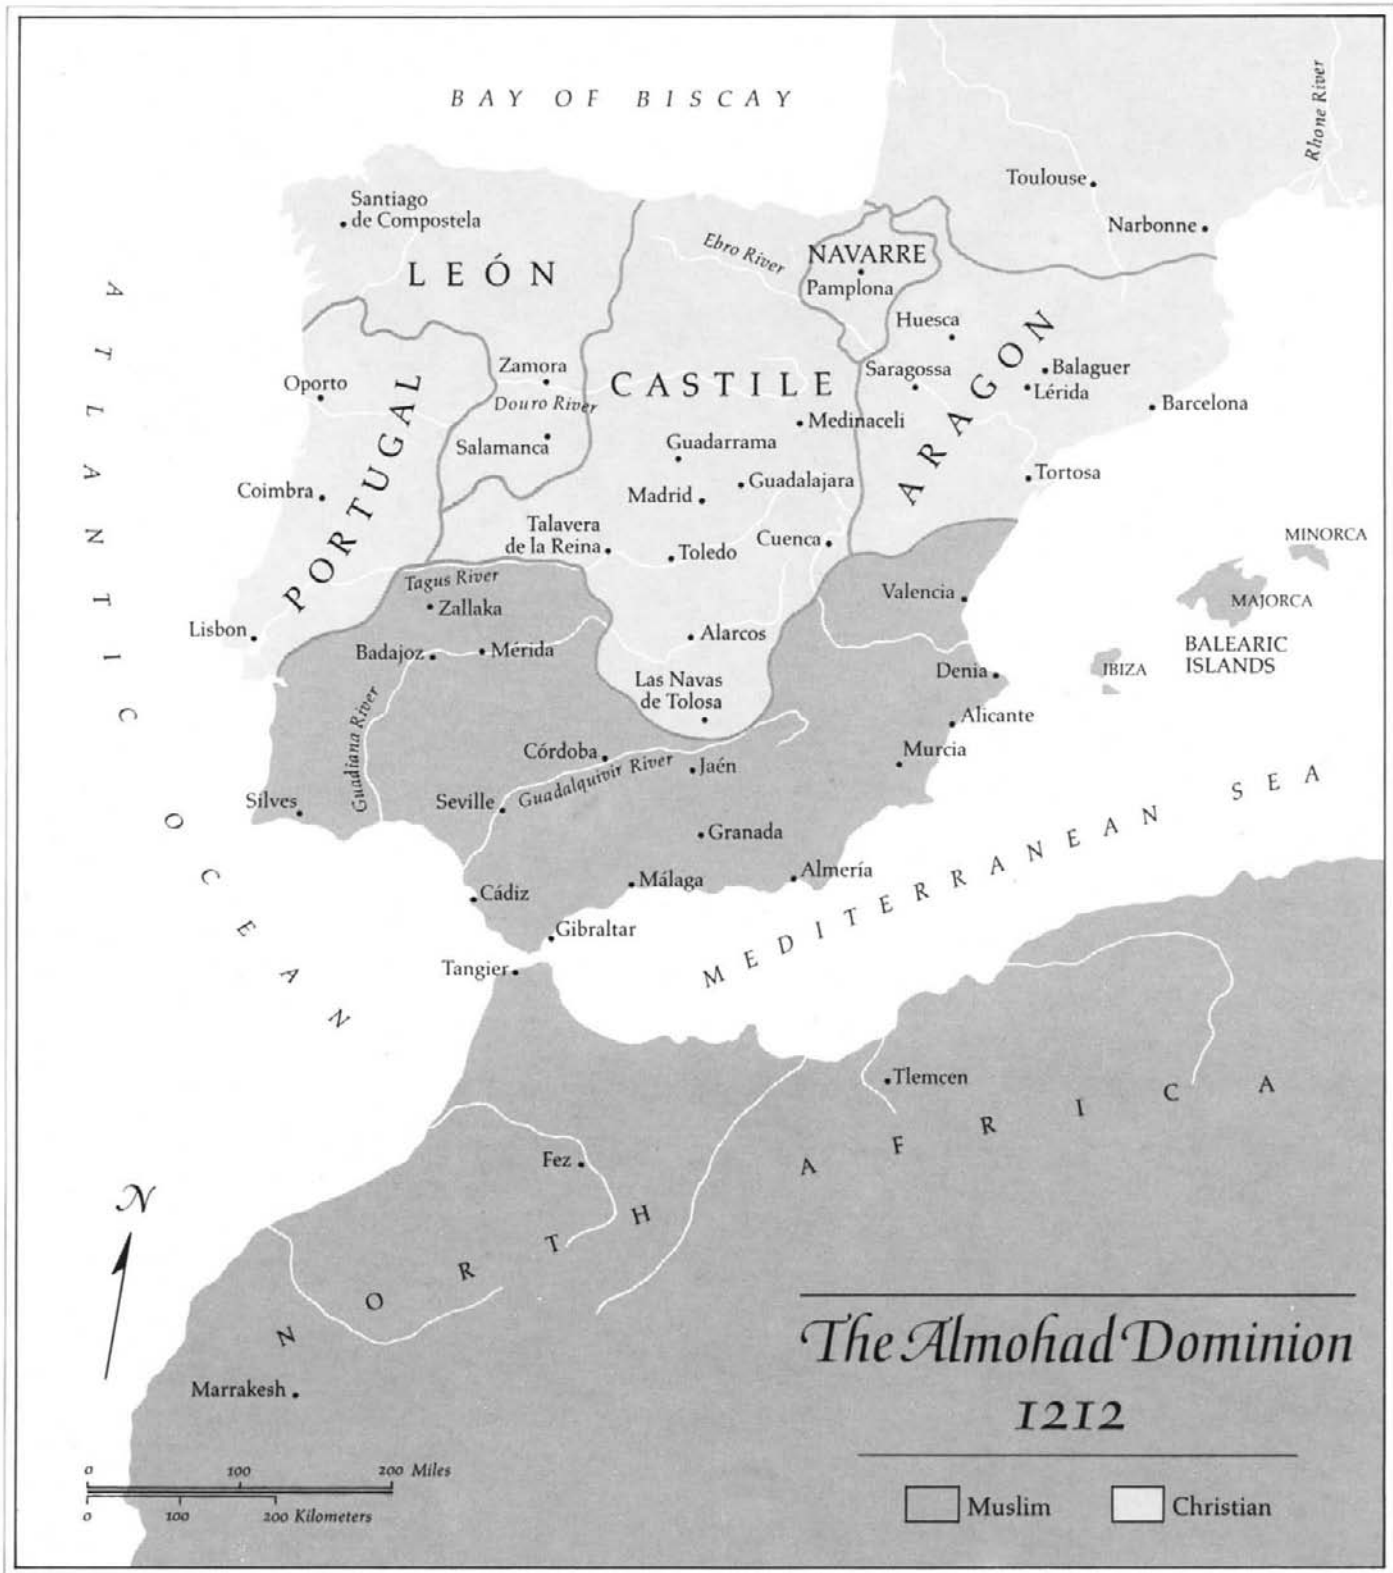 BAY OF BISCAY
Rhone River
Toulouse
Narbonne
Santiago
de Compostela
LEÓN
Ebro River
NAVARRE
Pamplona
Huesca
ARAGON
Saragossa
Balaguer
Lérida
Barcelona
Tortosa
Zamora
Douro River
Salamanca
CASTILE
Medinaceli
Guadarrama
Guadalajara
Madrid
Talavera
de la Reina
Toledo
Cuenca
Oporto
Coimbra
PORTUGAL
Lisbon
ATLANTIC OCEAN
Tagus River
Zallaka
Badajoz
Mérida
Alarcos
Las Navas
de Tolosa
Valencia
Denia
Alicante
Murcia
MINORCA
MAJORCA
BALEARIC
ISLANDS
IBIZA
Guadiana River
Córdoba
Guadalquivir River
Jaén
Silves
Seville
Granada
Cádiz
Málaga
Almería
Gibraltar
Tangier
MEDITERRANEAN SEA
Tlemcen
Fez
NORTH AFRICA
Marrakesh
N
0 100 200 Miles
0 100 200 Kilometers
The Almohad Dominion
1212
Muslim
Christian